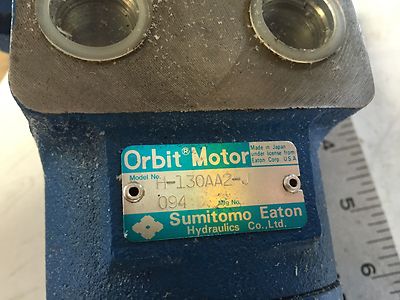 Orbit® Motor
Made in Japan
under license from
Eaton Corp U.S.A
Model No.
H-130AA2-J
094
Mfg No.
Sumitomo Eaton
Hydraulics Co.,Ltd.
4
5